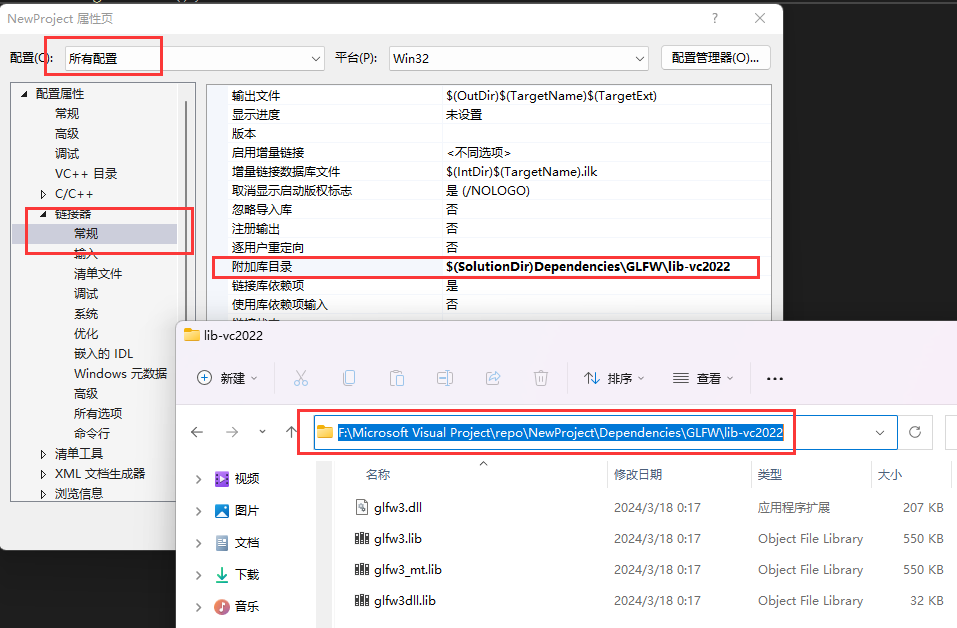 NewProject 属性页
配置(C):
所有配置
平台(P):
Win32
配置管理器(O)...
配置属性
常规
高级
调试
VC++ 目录
C/C++
链接器
常规
输入
清单文件
调试
系统
优化
嵌入的 IDL
Windows 元数据
高级
所有选项
命令行
清单工具
XML 文档生成器
浏览信息
输出文件 $(OutDir)$(TargetName)$(TargetExt)
显示进度 未设置
版本
启用增量链接 <不同选项>
增量链接数据库文件 $(IntDir)$(TargetName).ilk
取消显示启动版权标志 是 (/NOLOGO)
忽略导入库 否
注册输出 否
逐用户重定向 否
附加库目录 $(SolutionDir)Dependencies\GLFW\lib-vc2022
链接库依赖项 是
使用库依赖项输入 否
lib-vc2022
新建
排序
查看
F:\Microsoft Visual Project\repo\NewProject\Dependencies\GLFW\lib-vc2022
视频
图片
文档
下载
音乐
名称 修改日期 类型 大小
glfw3.dll 2024/3/18 0:17 应用程序扩展 207 KB
glfw3.lib 2024/3/18 0:17 Object File Library 550 KB
glfw3_mt.lib 2024/3/18 0:17 Object File Library 550 KB
glfw3dll.lib 2024/3/18 0:17 Object File Library 32 KB